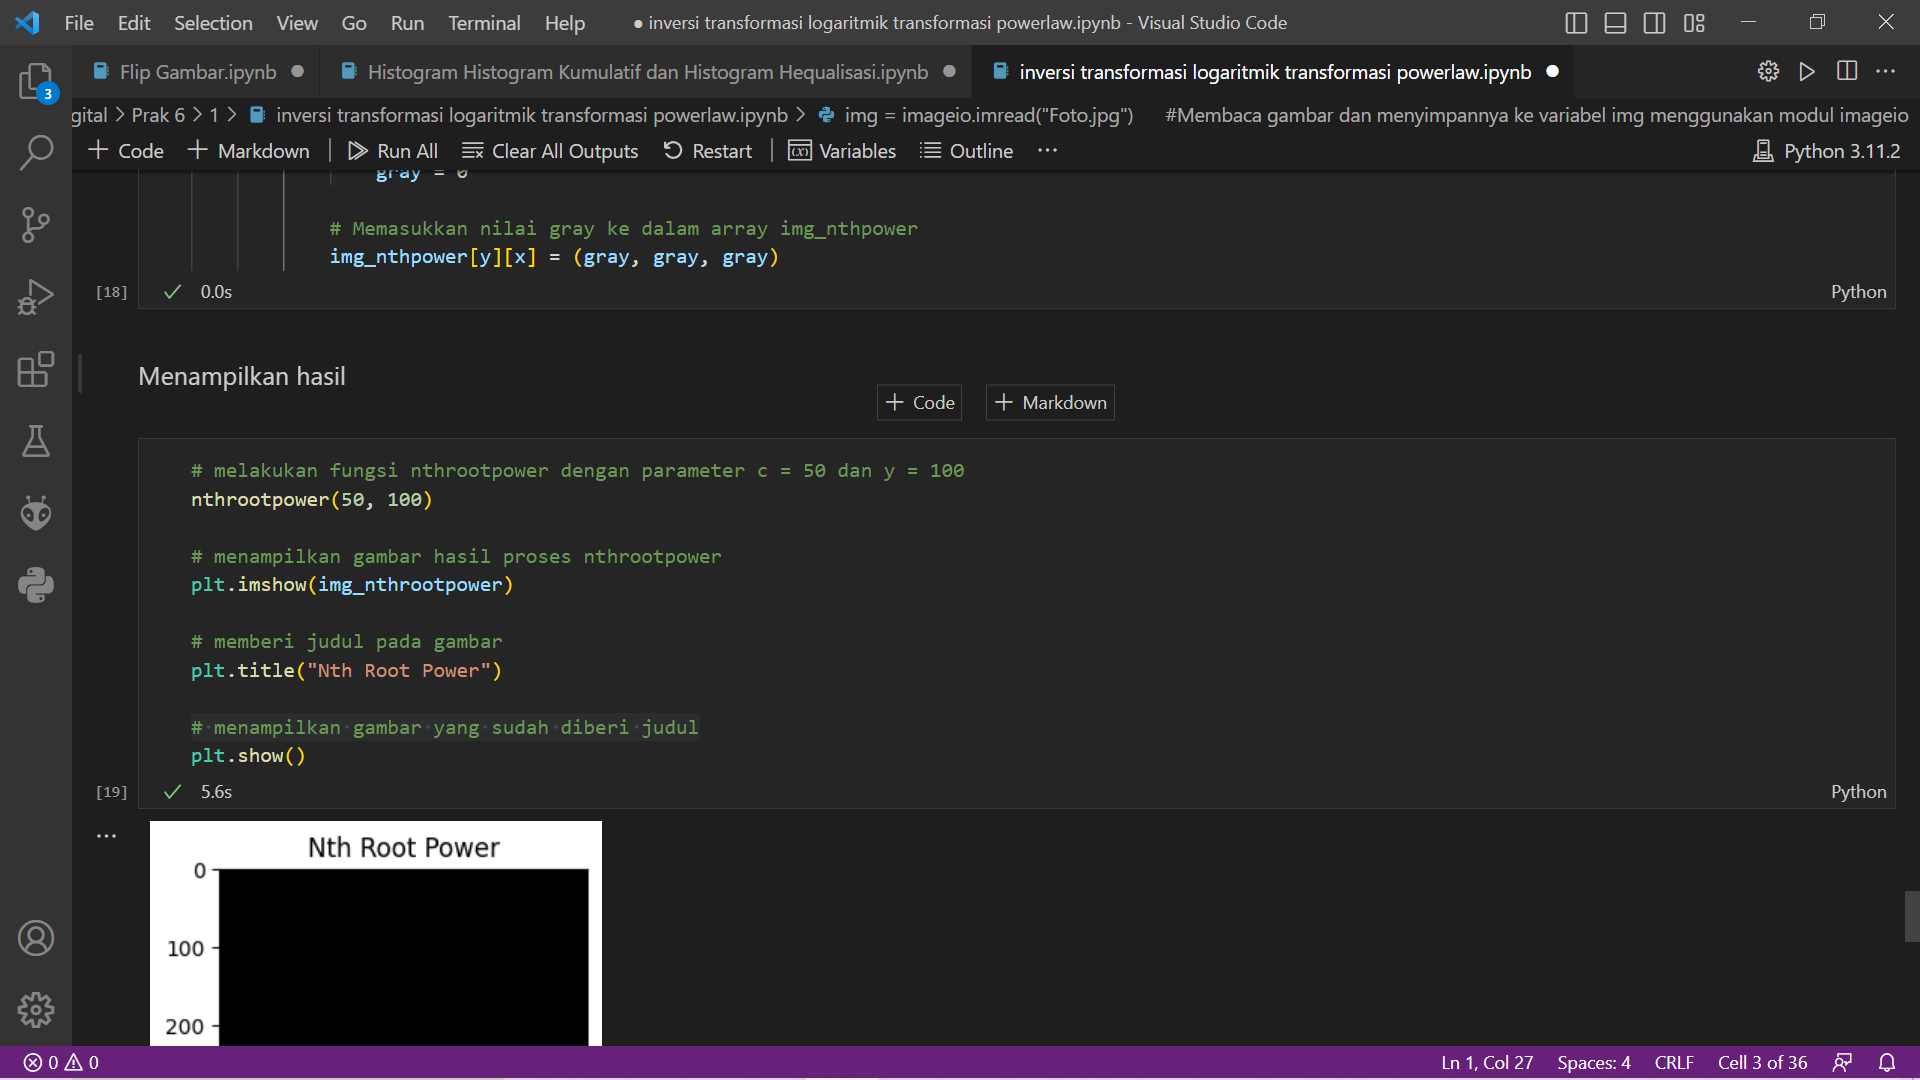 File Edit Selection View Go Run Terminal Help ● inversi transformasi logaritmik transformasi powerlaw.ipynb - Visual Studio Code
Flip Gambar.ipynb Histogram Histogram Kumulatif dan Histogram Hequalisasi.ipynb inversi transformasi logaritmik transformasi powerlaw.ipynb
gital > Prak 6 > 1 > inversi transformasi logaritmik transformasi powerlaw.ipynb > img = imageio.imread("Foto.jpg") #Membaca gambar dan menyimpannya ke variabel img menggunakan modul imageio
+ Code + Markdown Run All Clear All Outputs Restart Variables Outline ... Python 3.11.2
3
gray = 0
# Memasukkan nilai gray ke dalam array img_nthpower
img_nthpower[y][x] = (gray, gray, gray)
[18] 0.0s Python
Menampilkan hasil
+ Code + Markdown
# melakukan fungsi nthrootpower dengan parameter c = 50 dan y = 100
nthrootpower(50, 100)
# menampilkan gambar hasil proses nthrootpower
plt.imshow(img_nthrootpower)
# memberi judul pada gambar
plt.title("Nth Root Power")
# menampilkan gambar yang sudah diberi judul
plt.show()
[19] 5.6s Python
...
Nth Root Power
0
100
200
0 0 Ln 1, Col 27 Spaces: 4 CRLF Cell 3 of 36